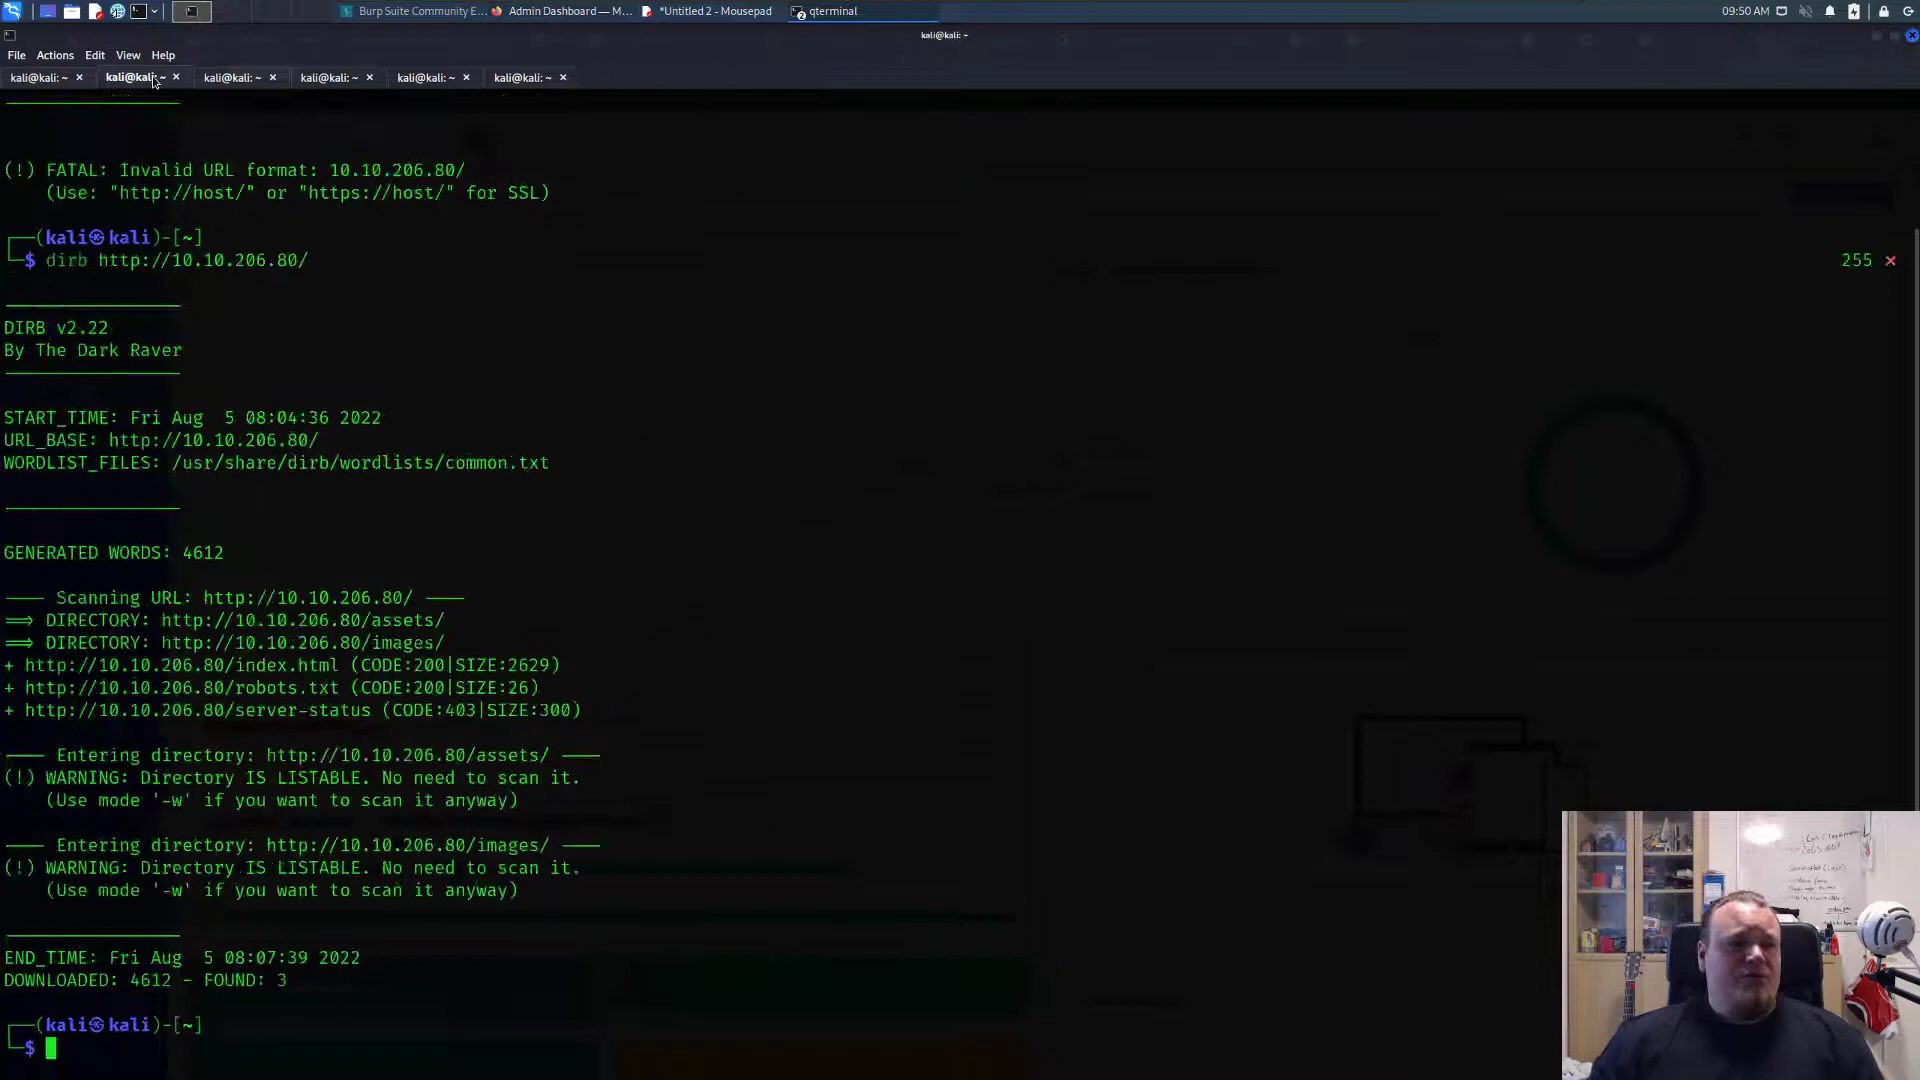 Burp Suite Community E...
Admin Dashboard — M...
*Untitled 2 - Mousepad
qterminal
09:50 AM
kali@kali: ~
File Actions Edit View Help
kali@kali: ~
kali@kali: ~
kali@kali: ~
kali@kali: ~
kali@kali: ~
kali@kali: ~
(!) FATAL: Invalid URL format: 10.10.206.80/
(Use: "http://host/" or "https://host/" for SSL)
(kali㉿kali)-[~]
$ dirb http://10.10.206.80/
255 ×
DIRB v2.22
By The Dark Raver
START_TIME: Fri Aug  5 08:04:36 2022
URL_BASE: http://10.10.206.80/
WORDLIST_FILES: /usr/share/dirb/wordlists/common.txt
GENERATED WORDS: 4612
—— Scanning URL: http://10.10.206.80/ ——
==> DIRECTORY: http://10.10.206.80/assets/
==> DIRECTORY: http://10.10.206.80/images/
+ http://10.10.206.80/index.html (CODE:200|SIZE:2629)
+ http://10.10.206.80/robots.txt (CODE:200|SIZE:26)
+ http://10.10.206.80/server-status (CODE:403|SIZE:300)
—— Entering directory: http://10.10.206.80/assets/ ——
(!) WARNING: Directory IS LISTABLE. No need to scan it.
(Use mode '-w' if you want to scan it anyway)
—— Entering directory: http://10.10.206.80/images/ ——
(!) WARNING: Directory IS LISTABLE. No need to scan it.
(Use mode '-w' if you want to scan it anyway)
END_TIME: Fri Aug  5 08:07:39 2022
DOWNLOADED: 4612 - FOUND: 3
(kali㉿kali)-[~]
$